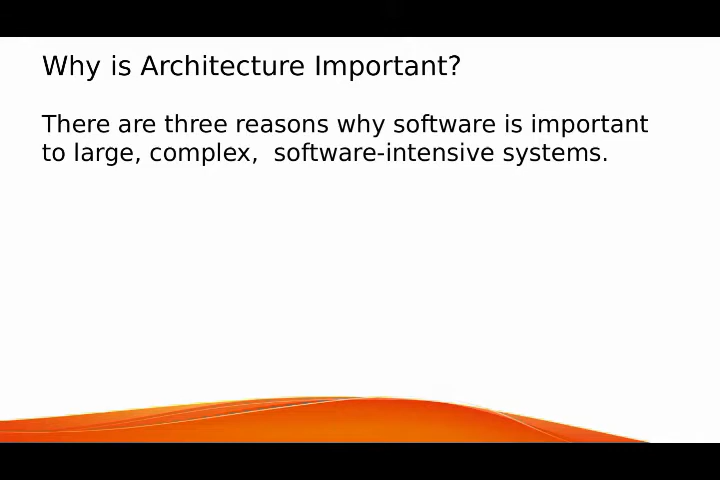 Why is Architecture Important?
There are three reasons why software is important
to large, complex,  software-intensive systems.